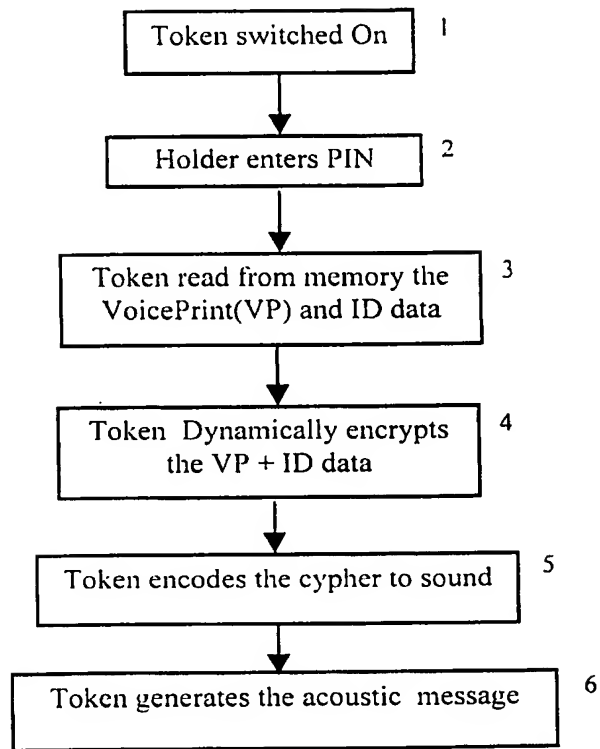 Token switched On 1
Holder enters PIN 2
Token read from memory the 3
VoicePrint(VP) and ID data
Token Dynamically encrypts 4
the VP + ID data
Token encodes the cypher to sound 5
Token generates the acoustic message 6